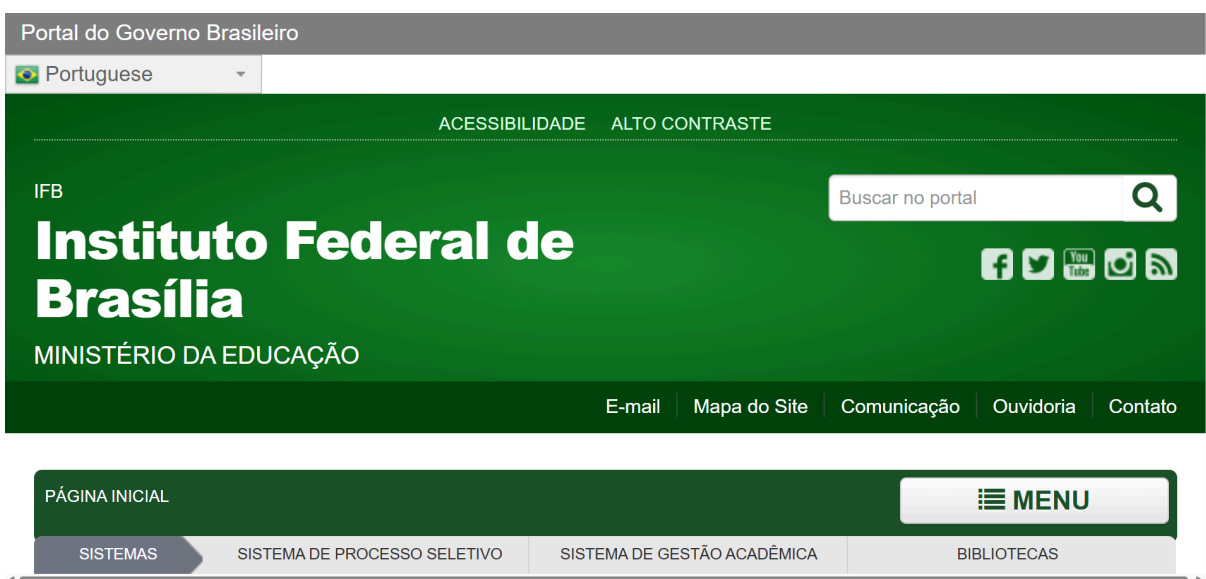 Portal do Governo Brasileiro
Portuguese
ACESSIBILIDADE ALTO CONTRASTE
IFB
Buscar no portal
Instituto Federal de
Brasília
You
Tube
MINISTÉRIO DA EDUCAÇÃO
E-mail Mapa do Site Comunicação Ouvidoria Contato
PÁGINA INICIAL MENU
SISTEMAS SISTEMA DE PROCESSO SELETIVO SISTEMA DE GESTÃO ACADÊMICA BIBLIOTECAS